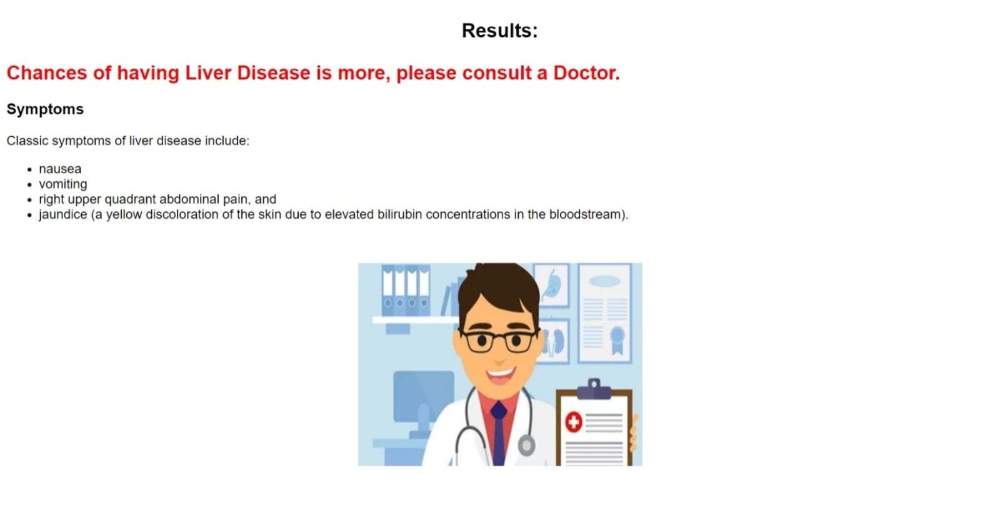 Results:
Chances of having Liver Disease is more, please consult a Doctor.
Symptoms
Classic symptoms of liver disease include:
• nausea
• vomiting
• right upper quadrant abdominal pain, and
• jaundice (a yellow discoloration of the skin due to elevated bilirubin concentrations in the bloodstream).